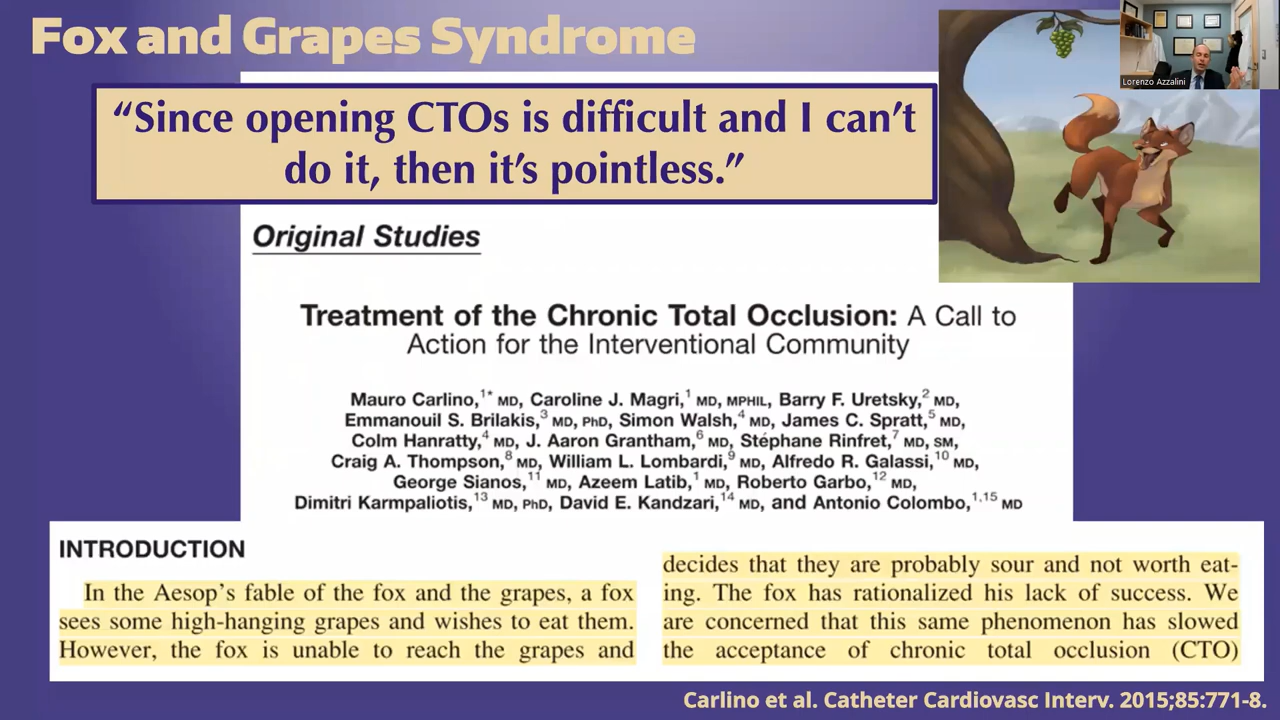 Fox and Grapes Syndrome
Lorenzo Azzalini
“Since opening CTOs is difficult and I can’t
do it, then it’s pointless.”
Original Studies
Treatment of the Chronic Total Occlusion: A Call to
Action for the Interventional Community
Mauro Carlino,1* MD, Caroline J. Magri,1 MD, MPHIL, Barry F. Uretsky,2 MD,
Emmanouil S. Brilakis,3 MD, PhD, Simon Walsh,4 MD, James C. Spratt,5 MD,
Colm Hanratty,4 MD, J. Aaron Grantham,6 MD, Stéphane Rinfret,7 MD, SM,
Craig A. Thompson,8 MD, William L. Lombardi,9 MD, Alfredo R. Galassi,10 MD,
George Sianos,11 MD, Azeem Latib,1 MD, Roberto Garbo,12 MD,
Dimitri Karmpaliotis,13 MD, PhD, David E. Kandzari,14 MD, and Antonio Colombo,1,15 MD
INTRODUCTION
In the Aesop’s fable of the fox and the grapes, a fox
sees some high-hanging grapes and wishes to eat them.
However, the fox is unable to reach the grapes and
decides that they are probably sour and not worth eat-
ing. The fox has rationalized his lack of success. We
are concerned that this same phenomenon has slowed
the acceptance of chronic total occlusion (CTO)
Carlino et al. Catheter Cardiovasc Interv. 2015;85:771-8.